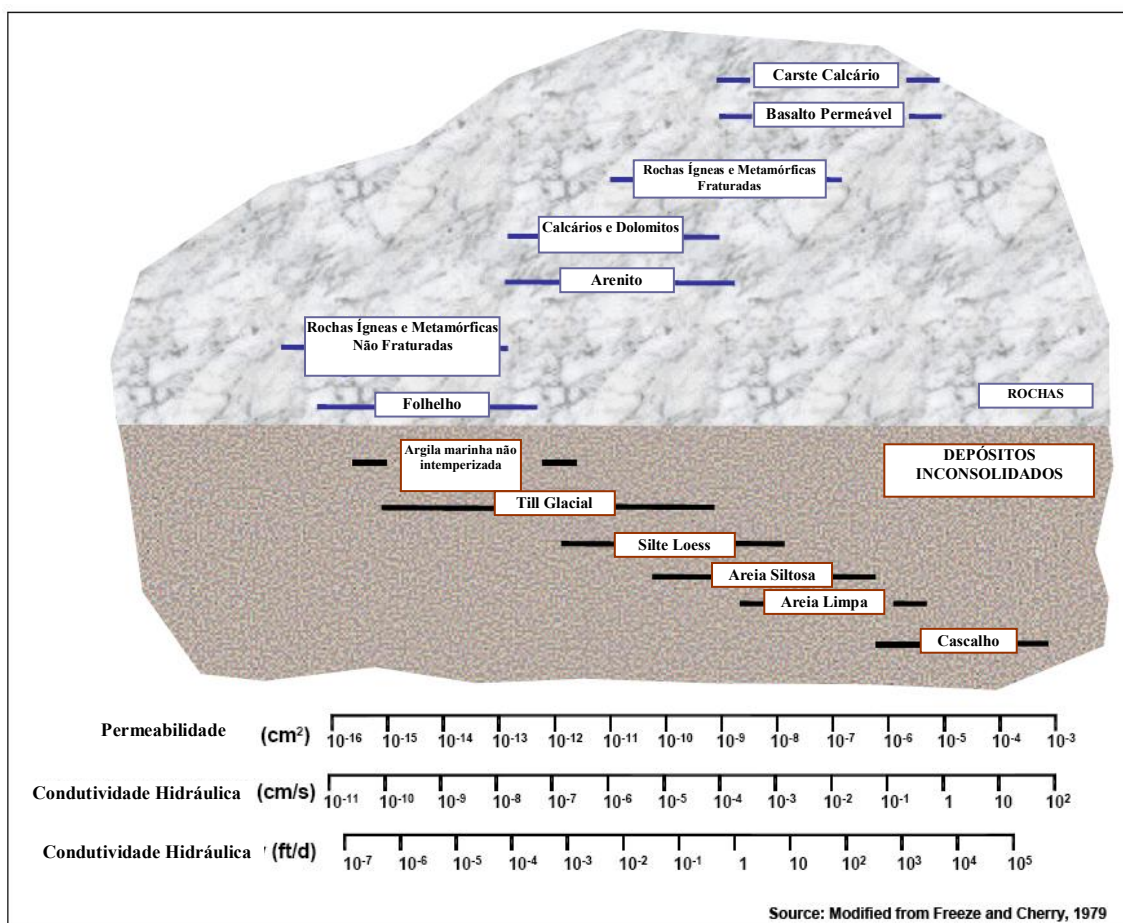 Carste Calcário
Basalto Permeável
Rochas Ígneas e Metamórficas
Fraturadas
Calcários e Dolomitos
Arenito
Rochas Ígneas e Metamórficas
Não Fraturadas
Folhelho
ROCHAS
Argila marinha não
intemperizada
DEPÓSITOS
INCONSOLIDADOS
Till Glacial
Silte Loess
Areia Siltosa
Areia Limpa
Cascalho
Permeabilidade (cm²)
10⁻¹⁶ 10⁻¹⁵ 10⁻¹⁴ 10⁻¹³ 10⁻¹² 10⁻¹¹ 10⁻¹⁰ 10⁻⁹ 10⁻⁸ 10⁻⁷ 10⁻⁶ 10⁻⁵ 10⁻⁴ 10⁻³
Condutividade Hidráulica (cm/s)
10⁻¹¹ 10⁻¹⁰ 10⁻⁹ 10⁻⁸ 10⁻⁷ 10⁻⁶ 10⁻⁵ 10⁻⁴ 10⁻³ 10⁻² 10⁻¹ 1 10 10²
Condutividade Hidráulica (ft/d)
10⁻⁷ 10⁻⁶ 10⁻⁵ 10⁻⁴ 10⁻³ 10⁻² 10⁻¹ 1 10 10² 10³ 10⁴ 10⁵
Source: Modified from Freeze and Cherry, 1979